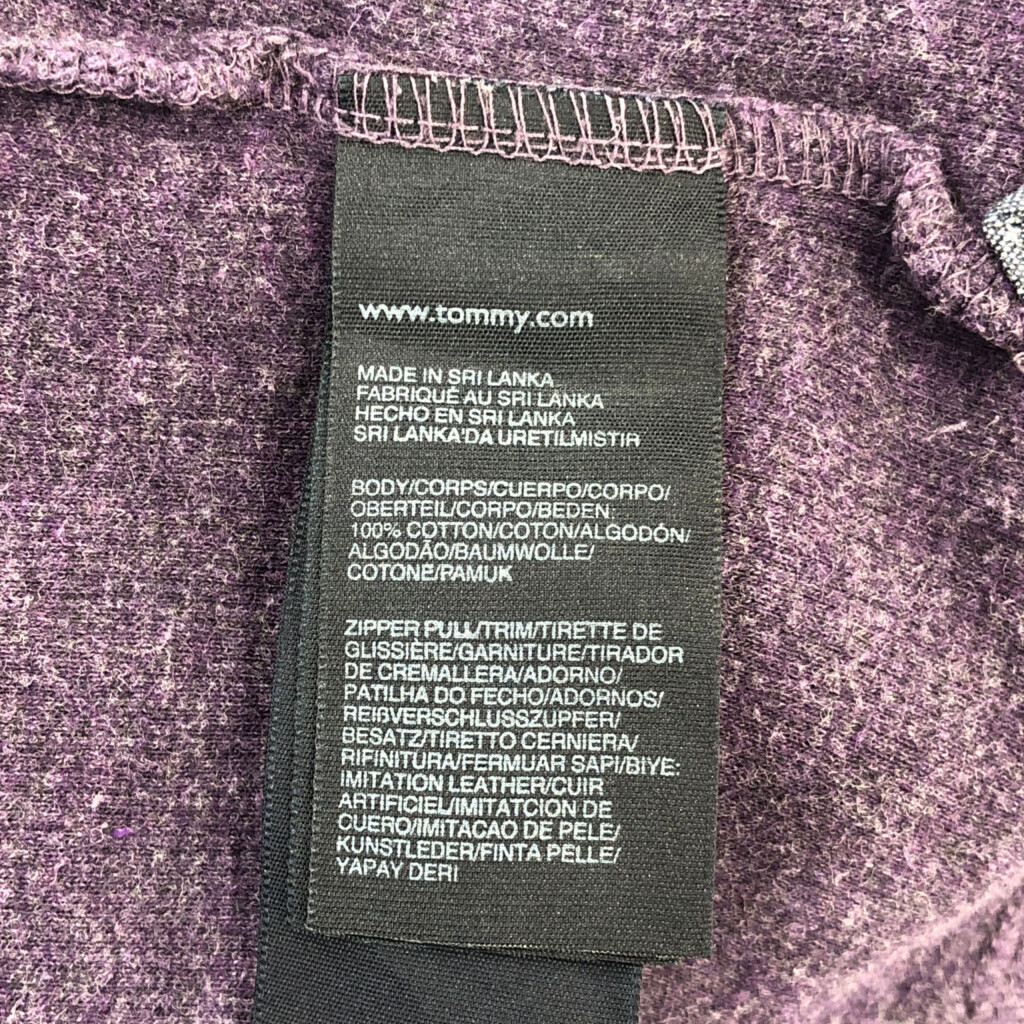 www.tommy.com
MADE IN SRI LANKA
FABRIQUÉ AU SRI LANKA
HECHO EN SRI LANKA
SRI LANKA'DA URETILMISTIR
BODY/CORPS/CUERPO/CORPO/
OBERTEIL/CORPO/BEDEN:
100% COTTON/COTON/ALGODÓN/
ALGODÃO/BAUMWOLLE/
COTONE/PAMUK
ZIPPER PULL/TRIM/TIRETTE DE
GLISSIÈRE/GARNITURE/TIRADOR
DE CREMALLERA/ADORNO/
PATILHA DO FECHO/ADORNOS/
REIßVERSCHLUSSZUPFER/
BESATZ/TIRETTO CERNIERA/
RIFINITURA/FERMUAR SAPI/BIYE:
IMITATION LEATHER/CUIR
ARTIFICIEL/IMITATCION DE
CUERO/IMITACAO DE PELE/
KUNSTLEDER/FINTA PELLE/
YAPAY DERI